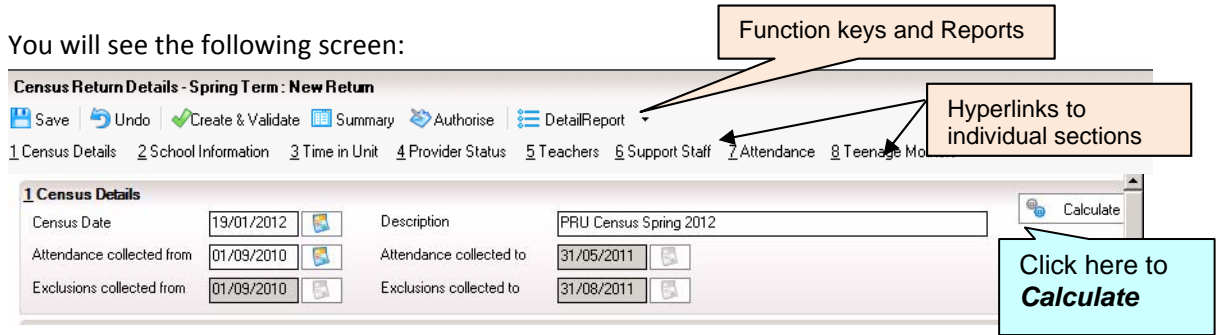 Function keys and Reports
You will see the following screen:
Census Return Details - Spring Term : New Return
Save Undo Create & Validate Summary Authorise DetailReport
Hyperlinks to
individual sections
1 Census Details 2 School Information 3 Time in Unit 4 Provider Status 5 Teachers 6 Support Staff 7 Attendance 8 Teenage
1 Census Details
Calculate
Census Date 19/01/2012 Description PRU Census Spring 2012
Attendance collected from 01/09/2010 Attendance collected to 31/05/2011
Exclusions collected from 01/09/2010 Exclusions collected to 31/08/2011
Click here to
Calculate